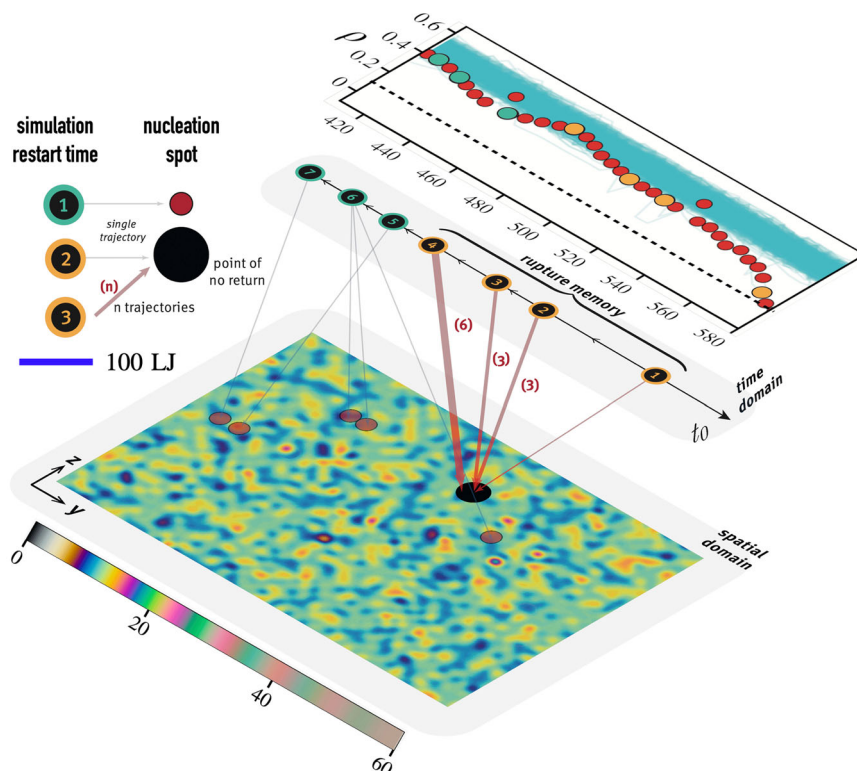 simulation
restart time
nucleation
spot
1
2
3
single
trajectory
(n)
n trajectories
point of
no return
100 LJ
ρ
0.6
0.4
0.2
0
420
440
460
480
500
520
540
560
580
7
6
5
4
3
2
1
rupture memory
(6)
(3)
(3)
time
domain
t0
z
y
spatial
domain
0
20
40
60